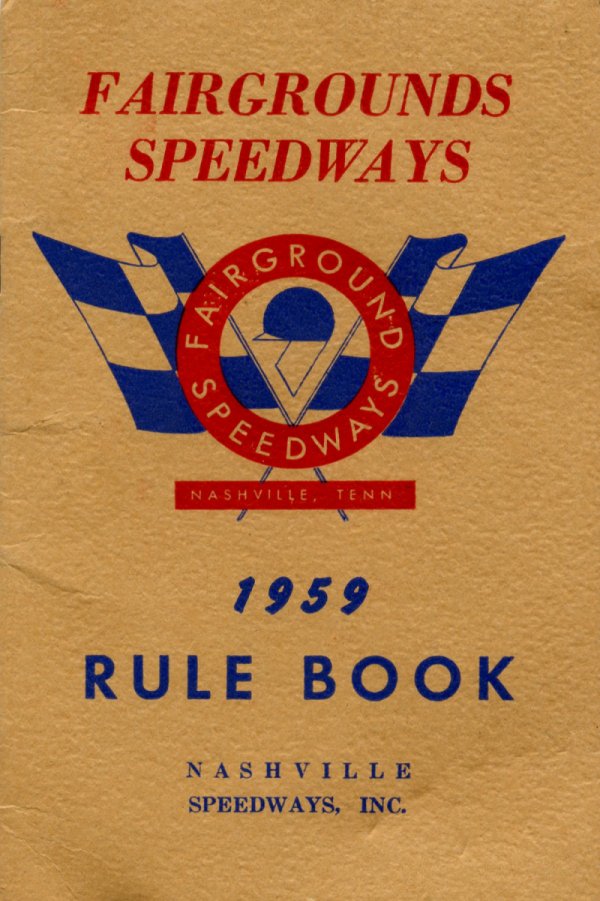 FAIRGROUNDS
SPEEDWAYS
FAIRGROUND
SPEEDWAYS
NASHVILLE, TENN
1959
RULE BOOK
NASHVILLE
SPEEDWAYS, INC.